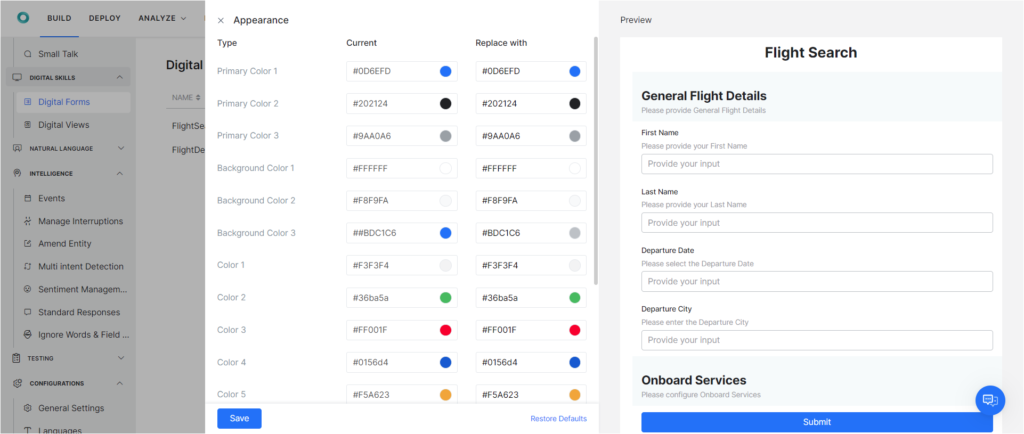 BUILD DEPLOY ANALYZE
Small Talk
DIGITAL SKILLS
Digital Forms
Digital Views
NATURAL LANGUAGE
INTELLIGENCE
Events
Manage Interruptions
Amend Entity
Multi intent Detection
Sentiment Managem...
Standard Responses
Ignore Words & Field ...
TESTING
CONFIGURATIONS
General Settings
Languages
Digital
NAME
FlightSe
FlightDe
Appearance
Type Current Replace with
Primary Color 1 #0D6EFD #0D6EFD
Primary Color 2 #202124 #202124
Primary Color 3 #9AA0A6 #9AA0A6
Background Color 1 #FFFFFF #FFFFFF
Background Color 2 #F8F9FA #F8F9FA
Background Color 3 ##BDC1C6 #BDC1C6
Color 1 #F3F3F4 #F3F3F4
Color 2 #36ba5a #36ba5a
Color 3 #FF001F #FF001F
Color 4 #0156d4 #0156d4
Color 5 #F5A623 #F5A623
Save Restore Defaults
Preview
Flight Search
General Flight Details
Please provide General Flight Details
First Name
Please provide your First Name
Provide your input
Last Name
Please provide your Last Name
Provide your input
Departure Date
Please select the Departure Date
Provide your input
Departure City
Please enter the Departure City
Provide your input
Onboard Services
Please configure Onboard Services
Submit